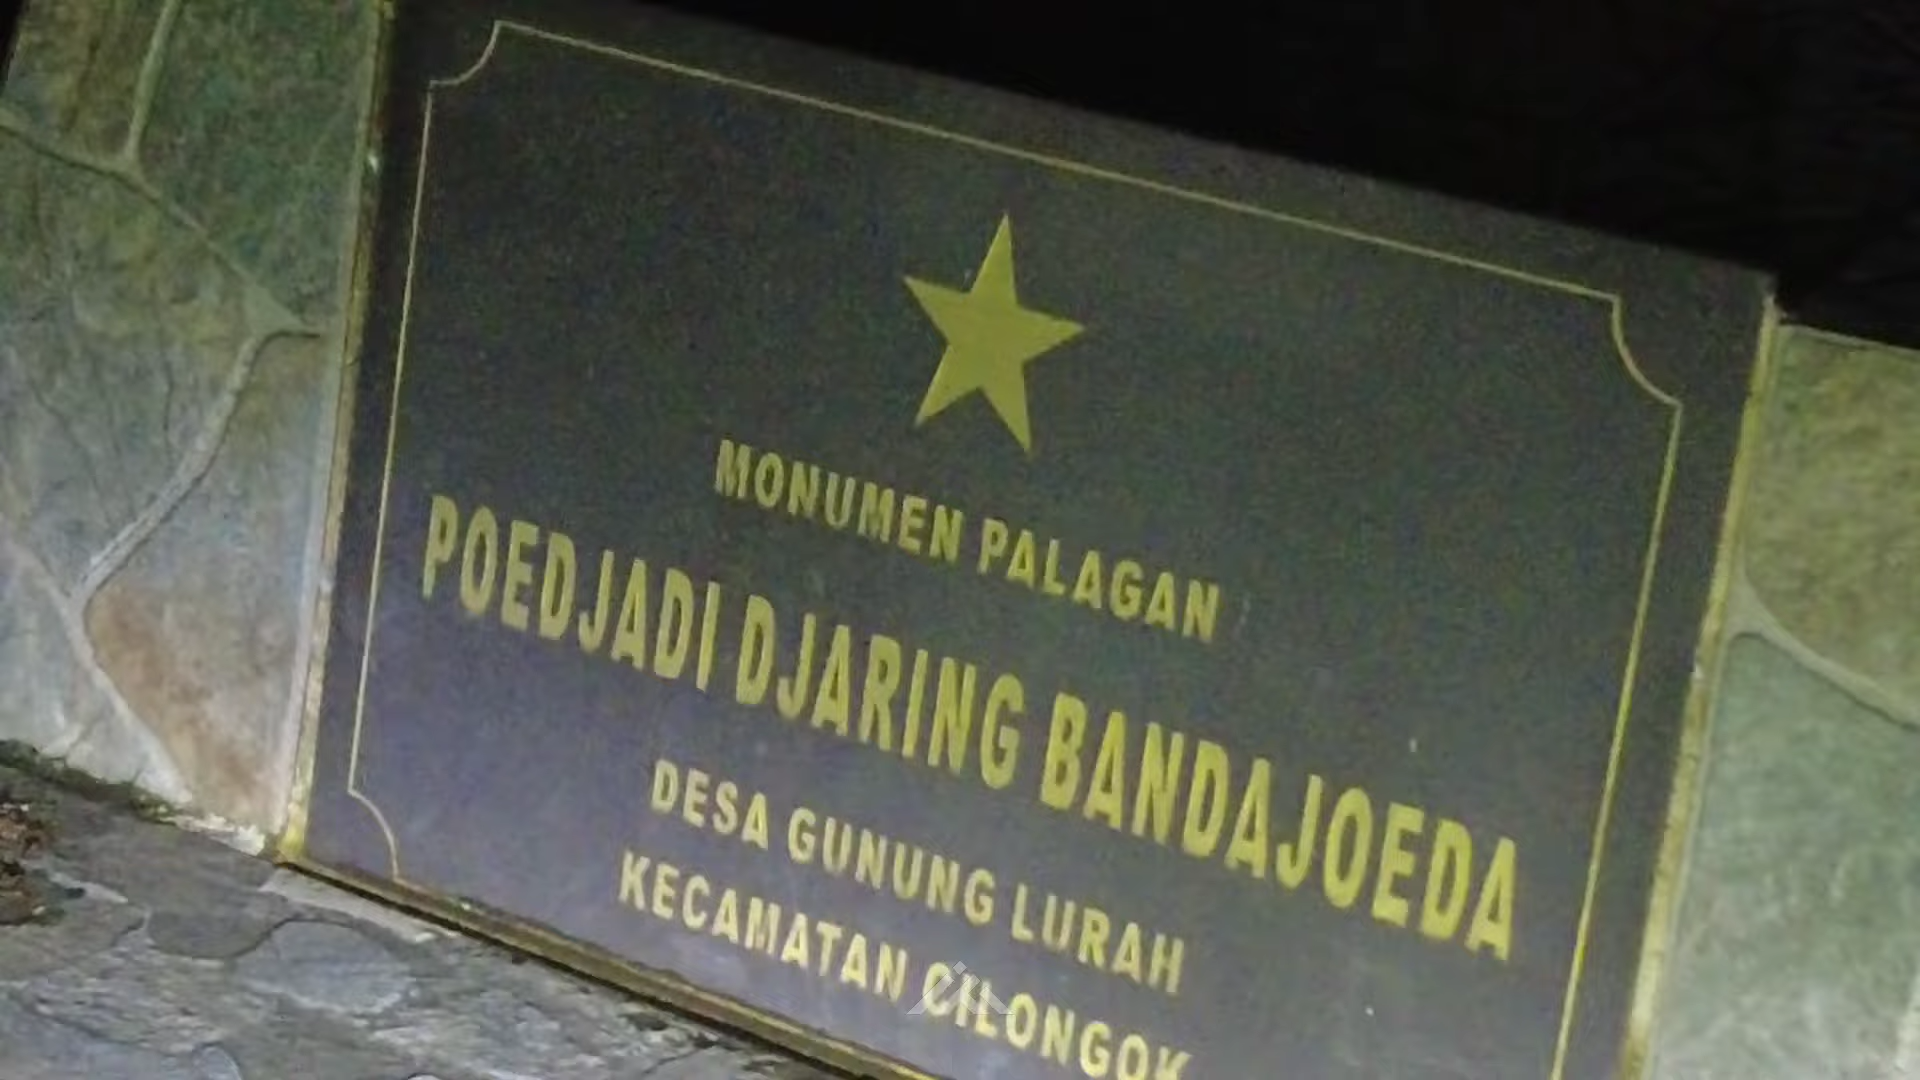 MONUMEN PALAGAN
POEDJADI DJARING BANDAJOEDA
DESA GUNUNG LURAH
KECAMATAN CILONGOK